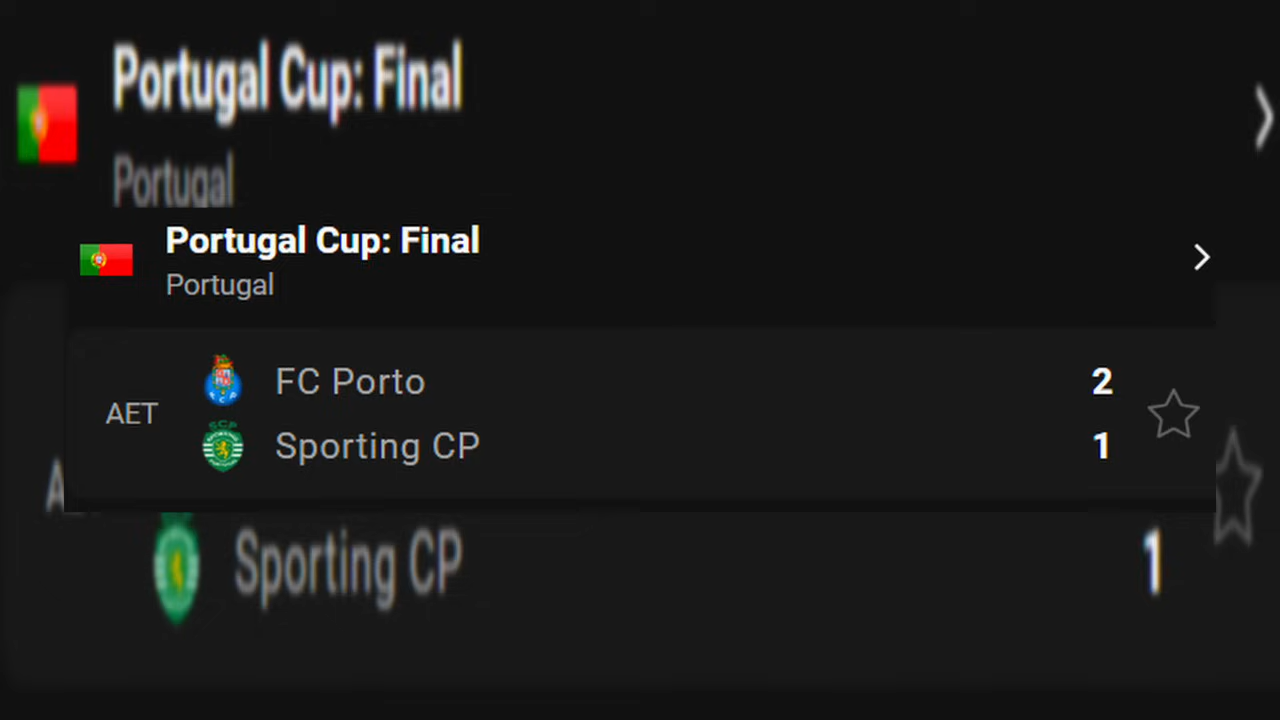 Portugal Cup: Final
Portugal
Portugal Cup: Final
Portugal
FC Porto 2
AET
Sporting CP 1
Sporting CP 1